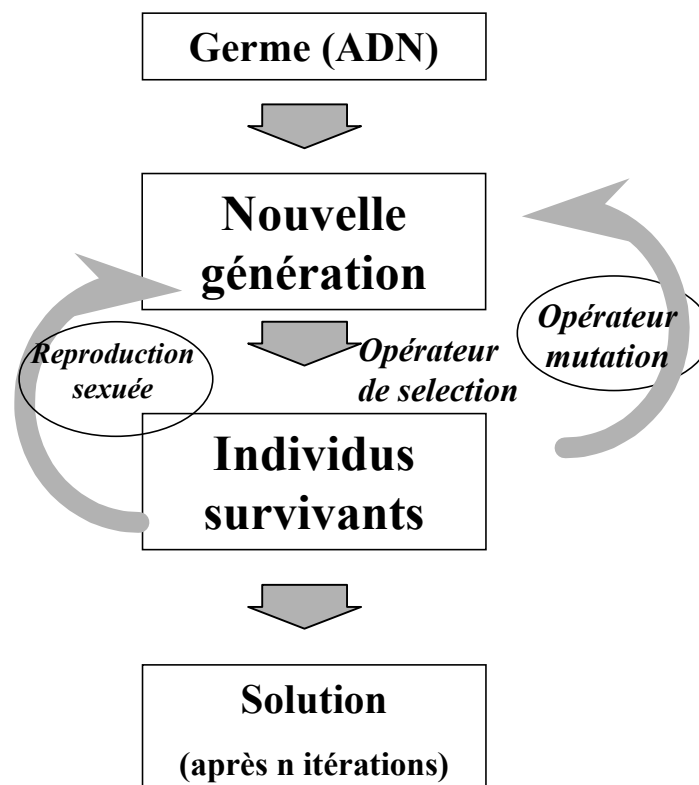 Germe (ADN)
Nouvelle
génération
Reproduction
sexuée
Opérateur
de selection
Opérateur
mutation
Individus
survivants
Solution
(après n itérations)